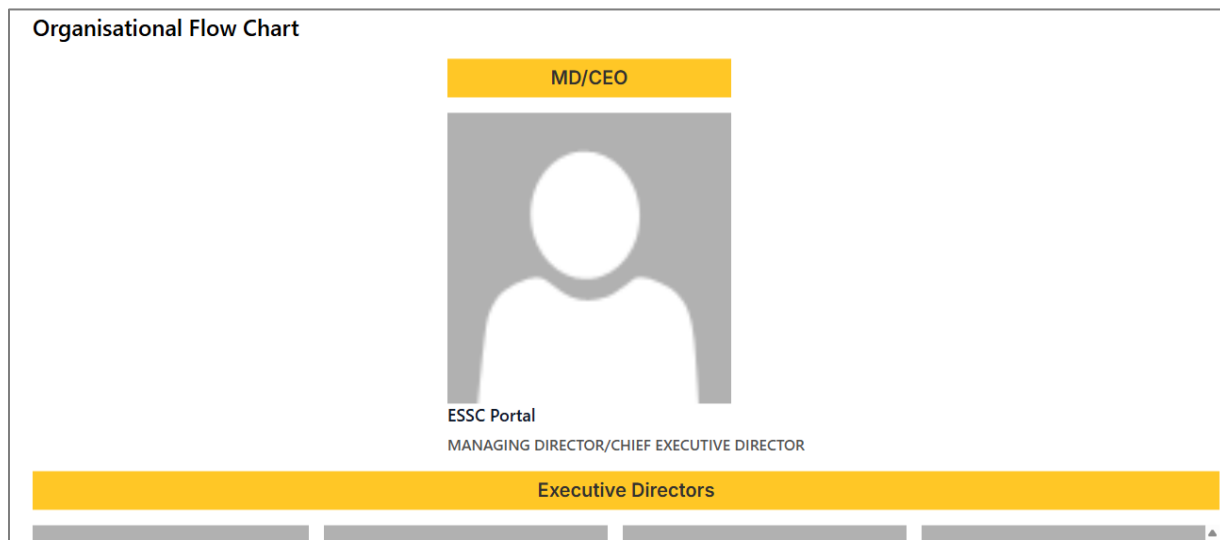 Organisational Flow Chart
MD/CEO
ESSC Portal
MANAGING DIRECTOR/CHIEF EXECUTIVE DIRECTOR
Executive Directors